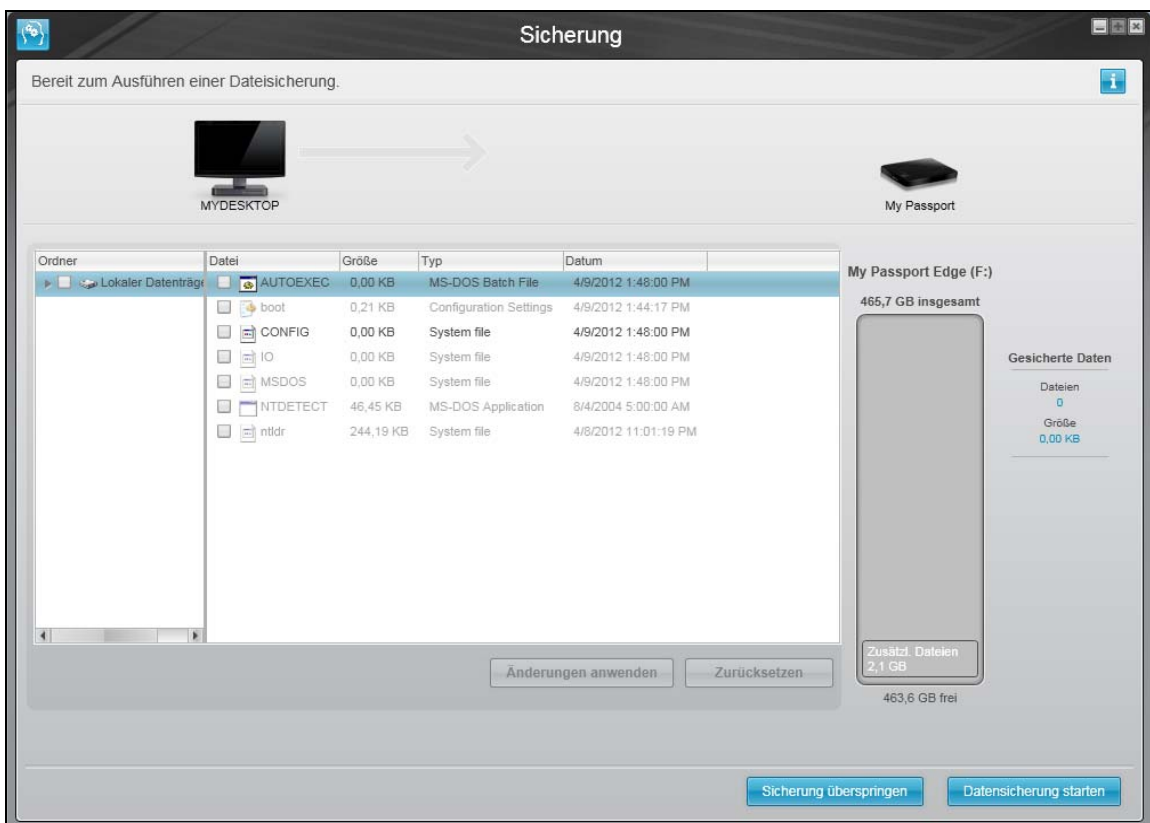 Sicherung
Bereit zum Ausführen einer Dateisicherung.
MYDESKTOP
My Passport
Ordner Datei Größe Typ Datum
Lokaler Datenträge AUTOEXEC 0,00 KB MS-DOS Batch File 4/9/2012 1:48:00 PM
boot 0,21 KB Configuration Settings 4/9/2012 1:44:17 PM
CONFIG 0,00 KB System file 4/9/2012 1:48:00 PM
IO 0,00 KB System file 4/9/2012 1:48:00 PM
MSDOS 0,00 KB System file 4/9/2012 1:48:00 PM
NTDETECT 46,45 KB MS-DOS Application 8/4/2004 5:00:00 AM
ntldr 244,19 KB System file 4/8/2012 11:01:19 PM
Änderungen anwenden Zurücksetzen
My Passport Edge (F:)
465,7 GB insgesamt
Zusätzl. Dateien
2,1 GB
463,6 GB frei
Gesicherte Daten
Dateien
0
Größe
0,00 KB
Sicherung überspringen Datensicherung starten